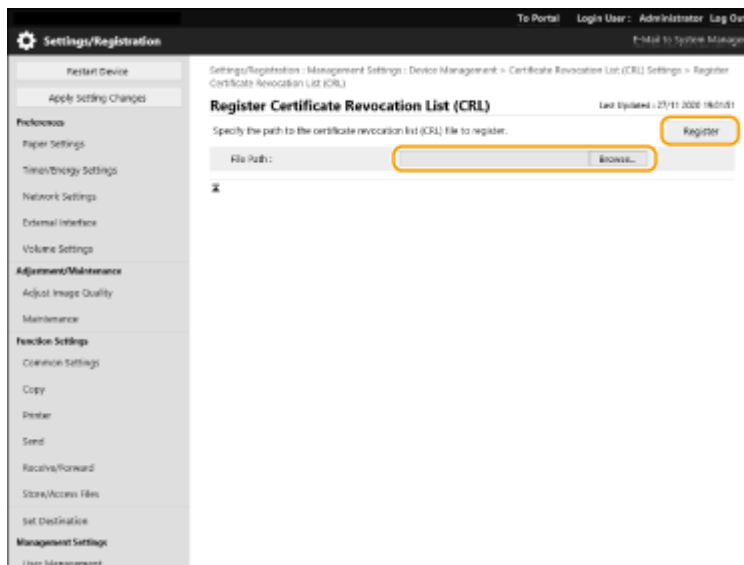 To Portal Login User : Administrator Log Out
Settings/Registration
E-Mail to System Manager
Restart Device
Apply Setting Changes
Preferences
Paper Settings
Timer/Energy Settings
Network Settings
External Interface
Volume Settings
Adjustment/Maintenance
Adjust Image Quality
Maintenance
Function Settings
Common Settings
Copy
Printer
Send
Receive/Forward
Store/Access Files
Set Destination
Management Settings
User Management
Settings/Registration : Management Settings : Device Management > Certificate Revocation List (CRL) Settings > Register
Certificate Revocation List (CRL)
Register Certificate Revocation List (CRL)
Last Updated : 27/11 2020
Specify the path to the certificate revocation list (CRL) file to register.
Register
File Path :
Browse...